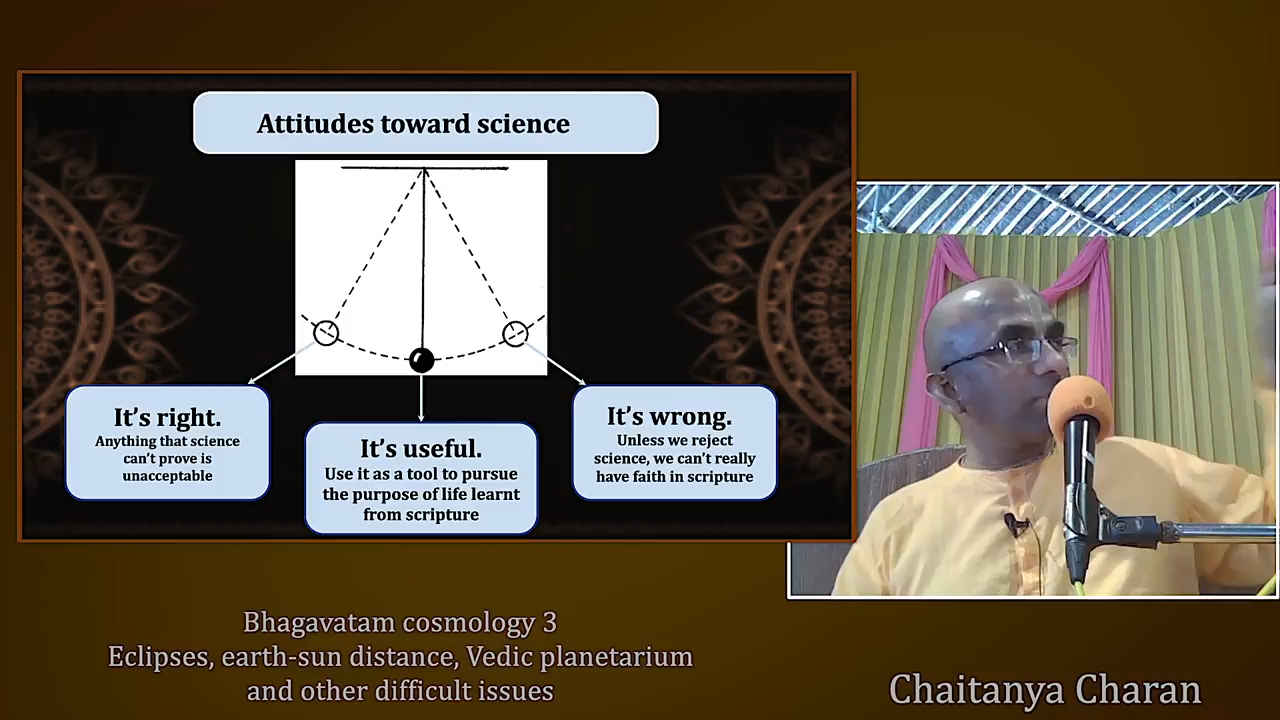 Attitudes toward science
It’s right.
Anything that science
can’t prove is
unacceptable
It’s useful.
Use it as a tool to pursue
the purpose of life learnt
from scripture
It’s wrong.
Unless we reject
science, we can’t really
have faith in scripture
Bhagavatam cosmology 3
Eclipses, earth-sun distance, Vedic planetarium
and other difficult issues
Chaitanya Charan